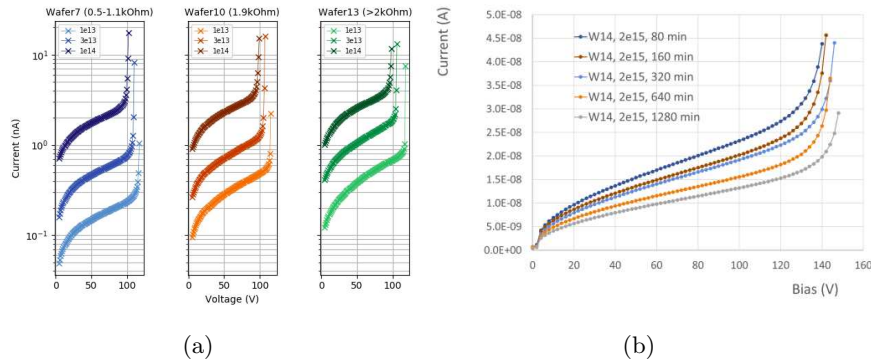 Wafer7 (0.5-1.1kOhm)
Wafer10 (1.9kOhm)
Wafer13 (>2kOhm)
1e13
3e13
1e14
1e13
3e13
1e14
1e13
3e13
1e14
Current (nA)
10¹
10⁰
10⁻¹
0
50
100
0
50
100
0
50
100
Voltage (V)
(a)
Current (A)
5.0E-08
4.5E-08
4.0E-08
3.5E-08
3.0E-08
2.5E-08
2.0E-08
1.5E-08
1.0E-08
5.0E-09
0.0E+00
W14, 2e15, 80 min
W14, 2e15, 160 min
W14, 2e15, 320 min
W14, 2e15, 640 min
W14, 2e15, 1280 min
0
20
40
60
80
100
120
140
160
Bias (V)
(b)